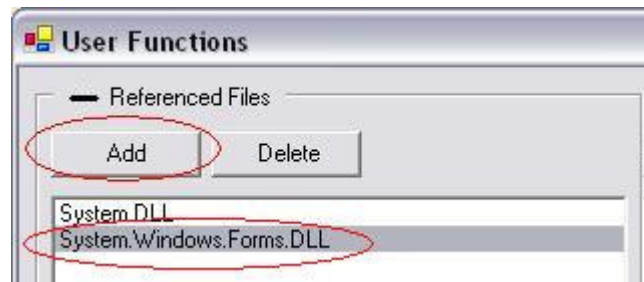 User Functions
Referenced Files
Add Delete
System.DLL
System.Windows.Forms.DLL